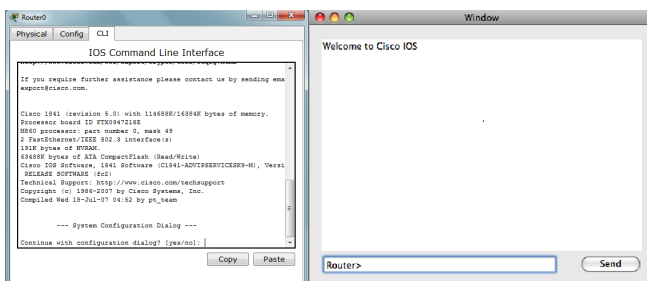 Router0
Physical Config CLI
IOS Command Line Interface
If you require further assistance please contact us by sending ema
export@cisco.com.
Cisco 1841 (revision 5.0) with 114688K/16384K bytes of memory.
Processor board ID FTX0947Z18E
M860 processor: part number 0, mask 49
2 FastEthernet/IEEE 802.3 interface(s)
191K bytes of NVRAM.
63488K bytes of ATA CompactFlash (Read/Write)
Cisco IOS Software, 1841 Software (C1841-ADVIPSERVICESK9-M), Versi
RELEASE SOFTWARE (fc2)
Technical Support: http://www.cisco.com/techsupport
Copyright (c) 1986-2007 by Cisco Systems, Inc.
Compiled Wed 18-Jul-07 04:52 by pt_team
--- System Configuration Dialog ---
Continue with configuration dialog? (yes/no):
Copy Paste
Window
Welcome to Cisco IOS
Router>
Send